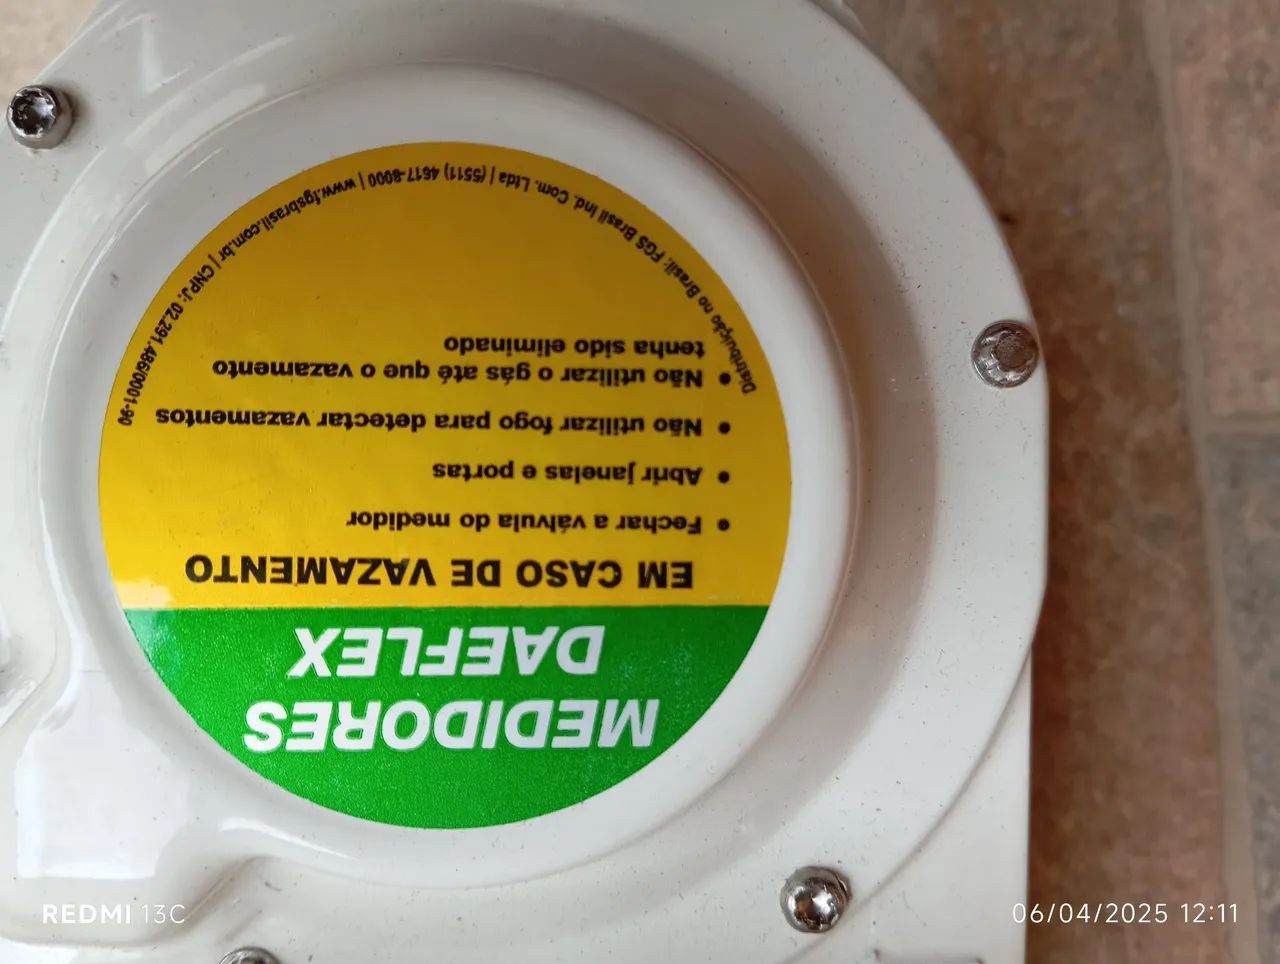 MEDIDORES
DAEFLEX
EM CASO DE VAZAMENTO
• Fechar a válvula do medidor
• Abrir janelas e portas
• Não utilizar fogo para detectar vazamentos
• Não utilizar o gás até que o vazamento
tenha sido eliminado
Distribuição no Brasil: FGS Brasil Ind. Com. Ltda | (5511) 4617-8000 | www.fgsbrasil.com.br | CNPJ: 02.291.486/0001-90
REDMI 13C
06/04/2025 12:11